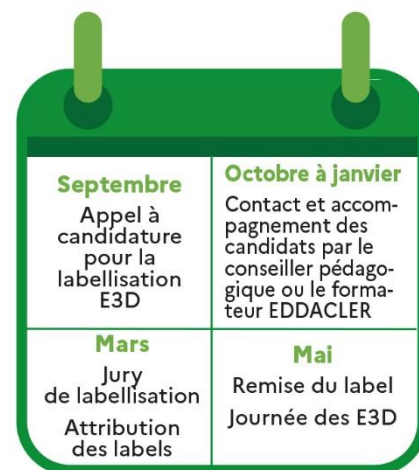 Septembre
Appel à
candidature
pour la
labellisation
E3D
Octobre à janvier
Contact et accom-
pagnement des
candidats par le
conseiller pédago-
gique ou le forma-
teur EDDACLER
Mars
Jury
de labellisation
Attribution
des labels
Mai
Remise du label
Journée des E3D